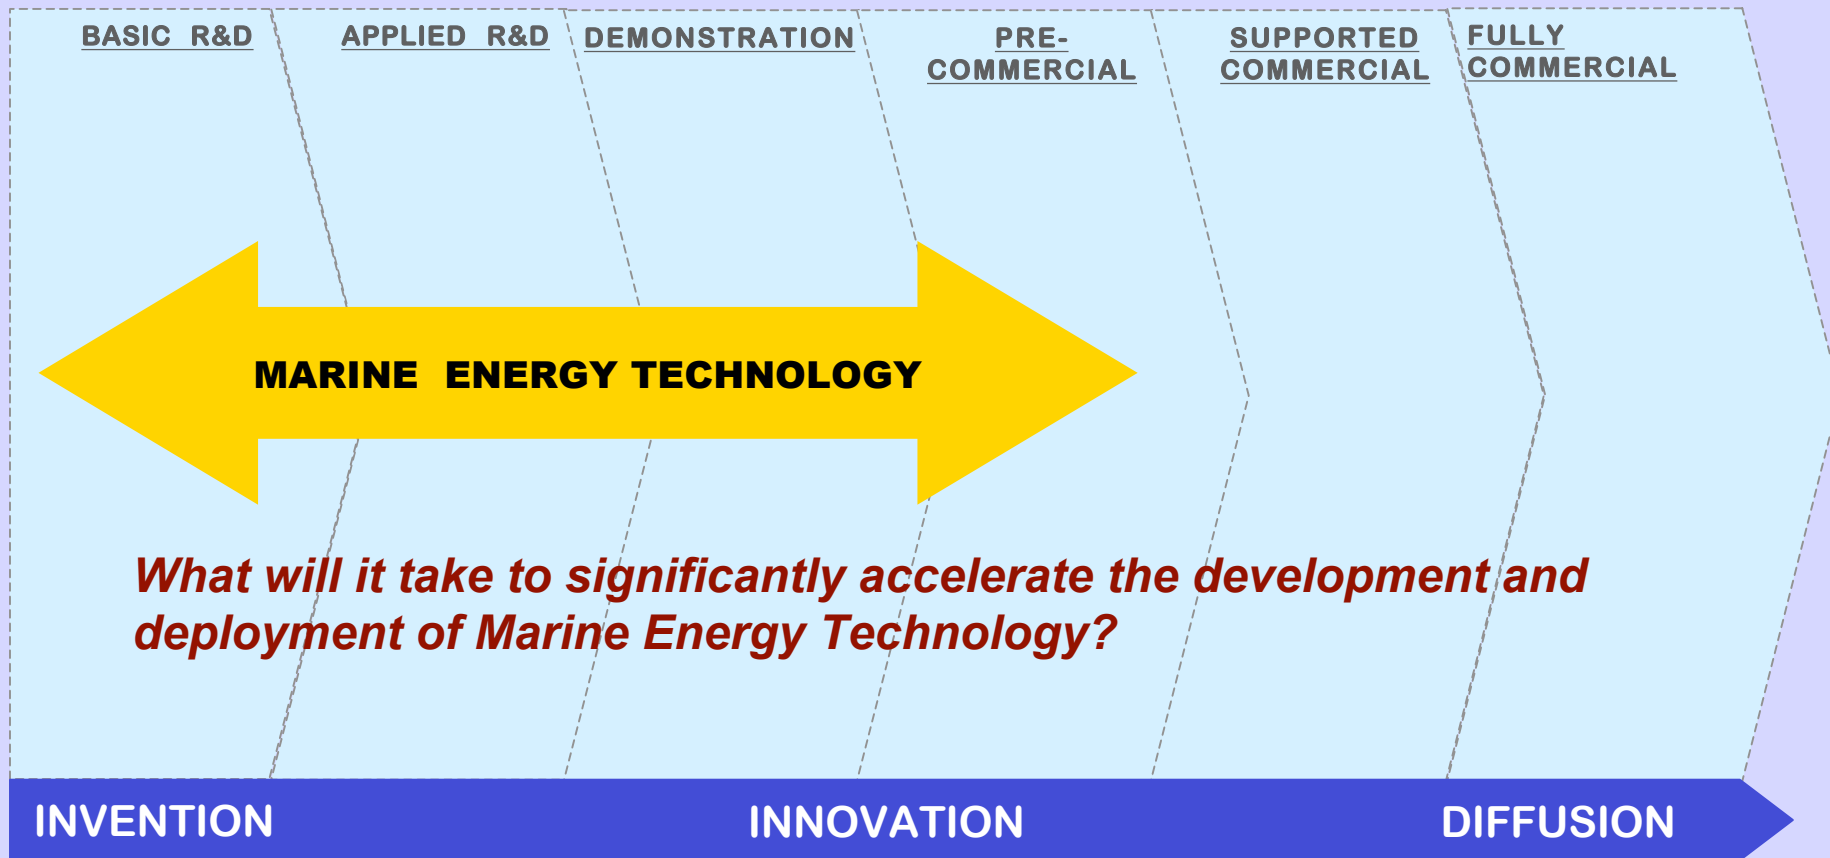 BASIC R&D
APPLIED R&D
DEMONSTRATION
PRE-
COMMERCIAL
SUPPORTED
COMMERCIAL
FULLY
COMMERCIAL
MARINE ENERGY TECHNOLOGY
What will it take to significantly accelerate the development and
deployment of Marine Energy Technology?
INVENTION
INNOVATION
DIFFUSION